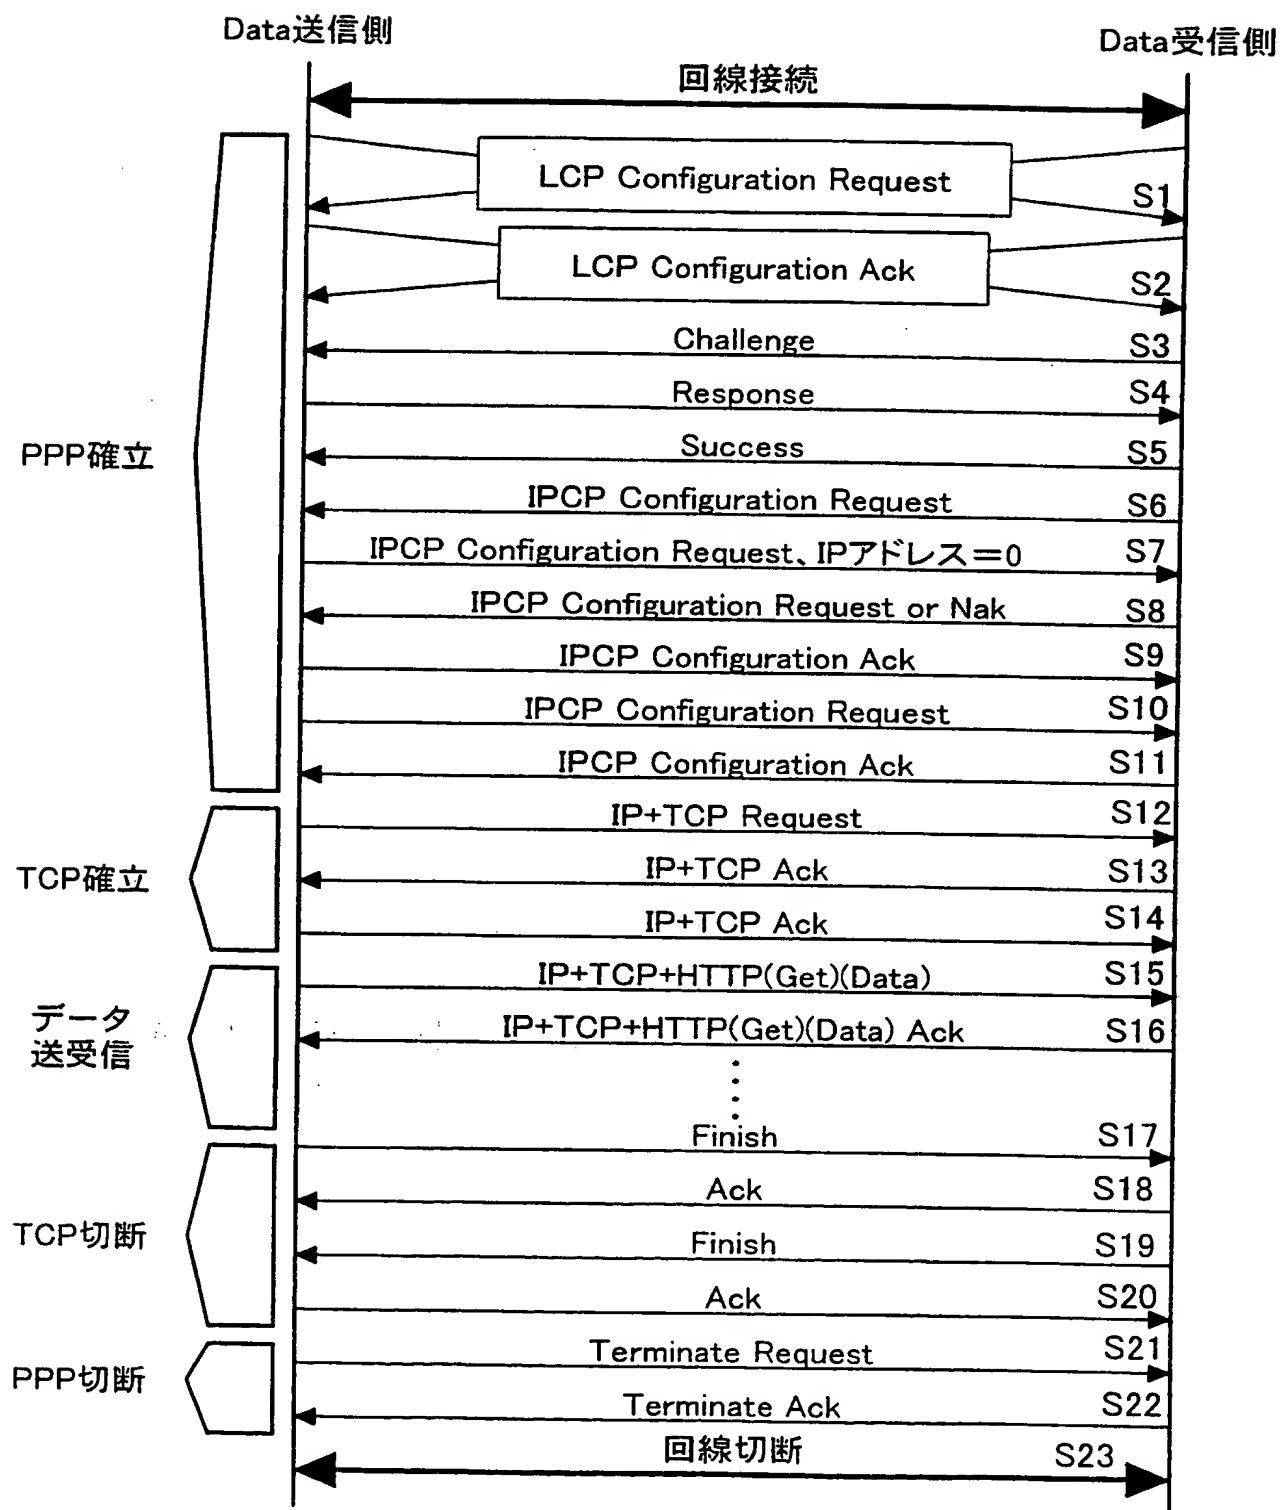 Data送信側
Data受信側
回線接続
LCP Configuration Request
S1
LCP Configuration Ack
S2
Challenge
S3
Response
S4
PPP確立
Success
S5
IPCP Configuration Request
S6
IPCP Configuration Request、IPアドレス＝0
S7
IPCP Configuration Request or Nak
S8
IPCP Configuration Ack
S9
IPCP Configuration Request
S10
IPCP Configuration Ack
S11
IP+TCP Request
S12
TCP確立
IP+TCP Ack
S13
IP+TCP Ack
S14
IP+TCP+HTTP(Get)(Data)
S15
データ
送受信
IP+TCP+HTTP(Get)(Data) Ack
S16
Finish
S17
Ack
S18
TCP切断
Finish
S19
Ack
S20
Terminate Request
S21
PPP切断
Terminate Ack
S22
回線切断
S23